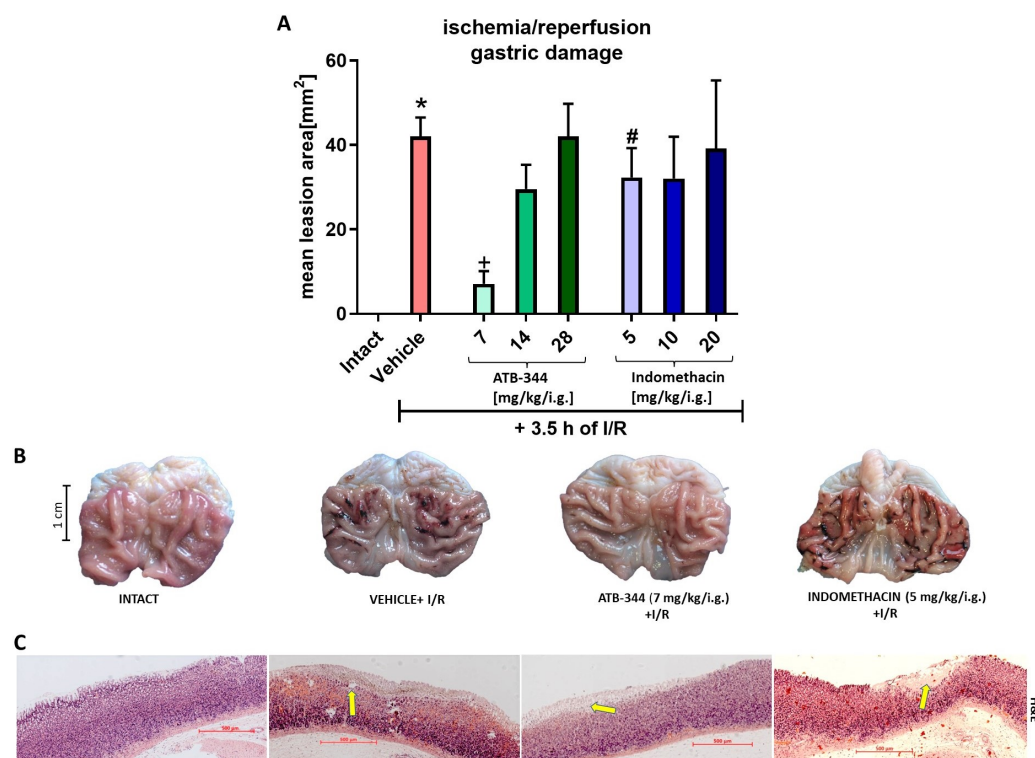 A
ischemia/reperfusion
gastric damage
mean leasion area[mm²]
60
40
20
0
*
+
#
Intact
Vehicle
7
14
28
5
10
20
ATB-344
[mg/kg/i.g.]
Indomethacin
[mg/kg/i.g.]
+ 3.5 h of I/R
B
1 cm
INTACT
VEHICLE+ I/R
ATB-344 (7 mg/kg/i.g.)
+I/R
INDOMETHACIN (5 mg/kg/i.g.)
+I/R
C
500 µm
500 µm
500 µm
500 µm